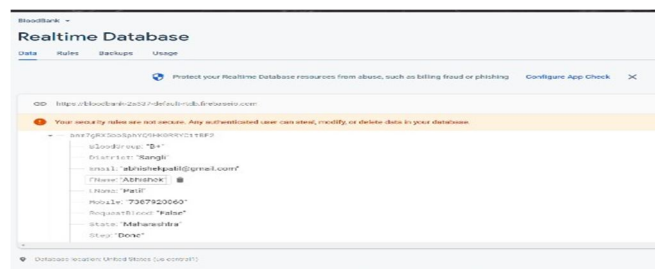 BloodBank
Realtime Database
Data Rules Backups Usage
Protect your Realtime Database resources from abuse, such as billing fraud or phishing Configure App Check
Your security rules are not secure. Any authenticated user can steal, modify, or delete data in your database.
BloodGroup: "B+"
District: "Sangli"
Email: "abhishekpatil@gmail.com"
FName: "Abhishek"
LName: "Patil"
Mobile: "7387920060"
RequestBlood: "False"
State: "Maharashtra"
Step: "Done"
Database location: United States (us-central1)